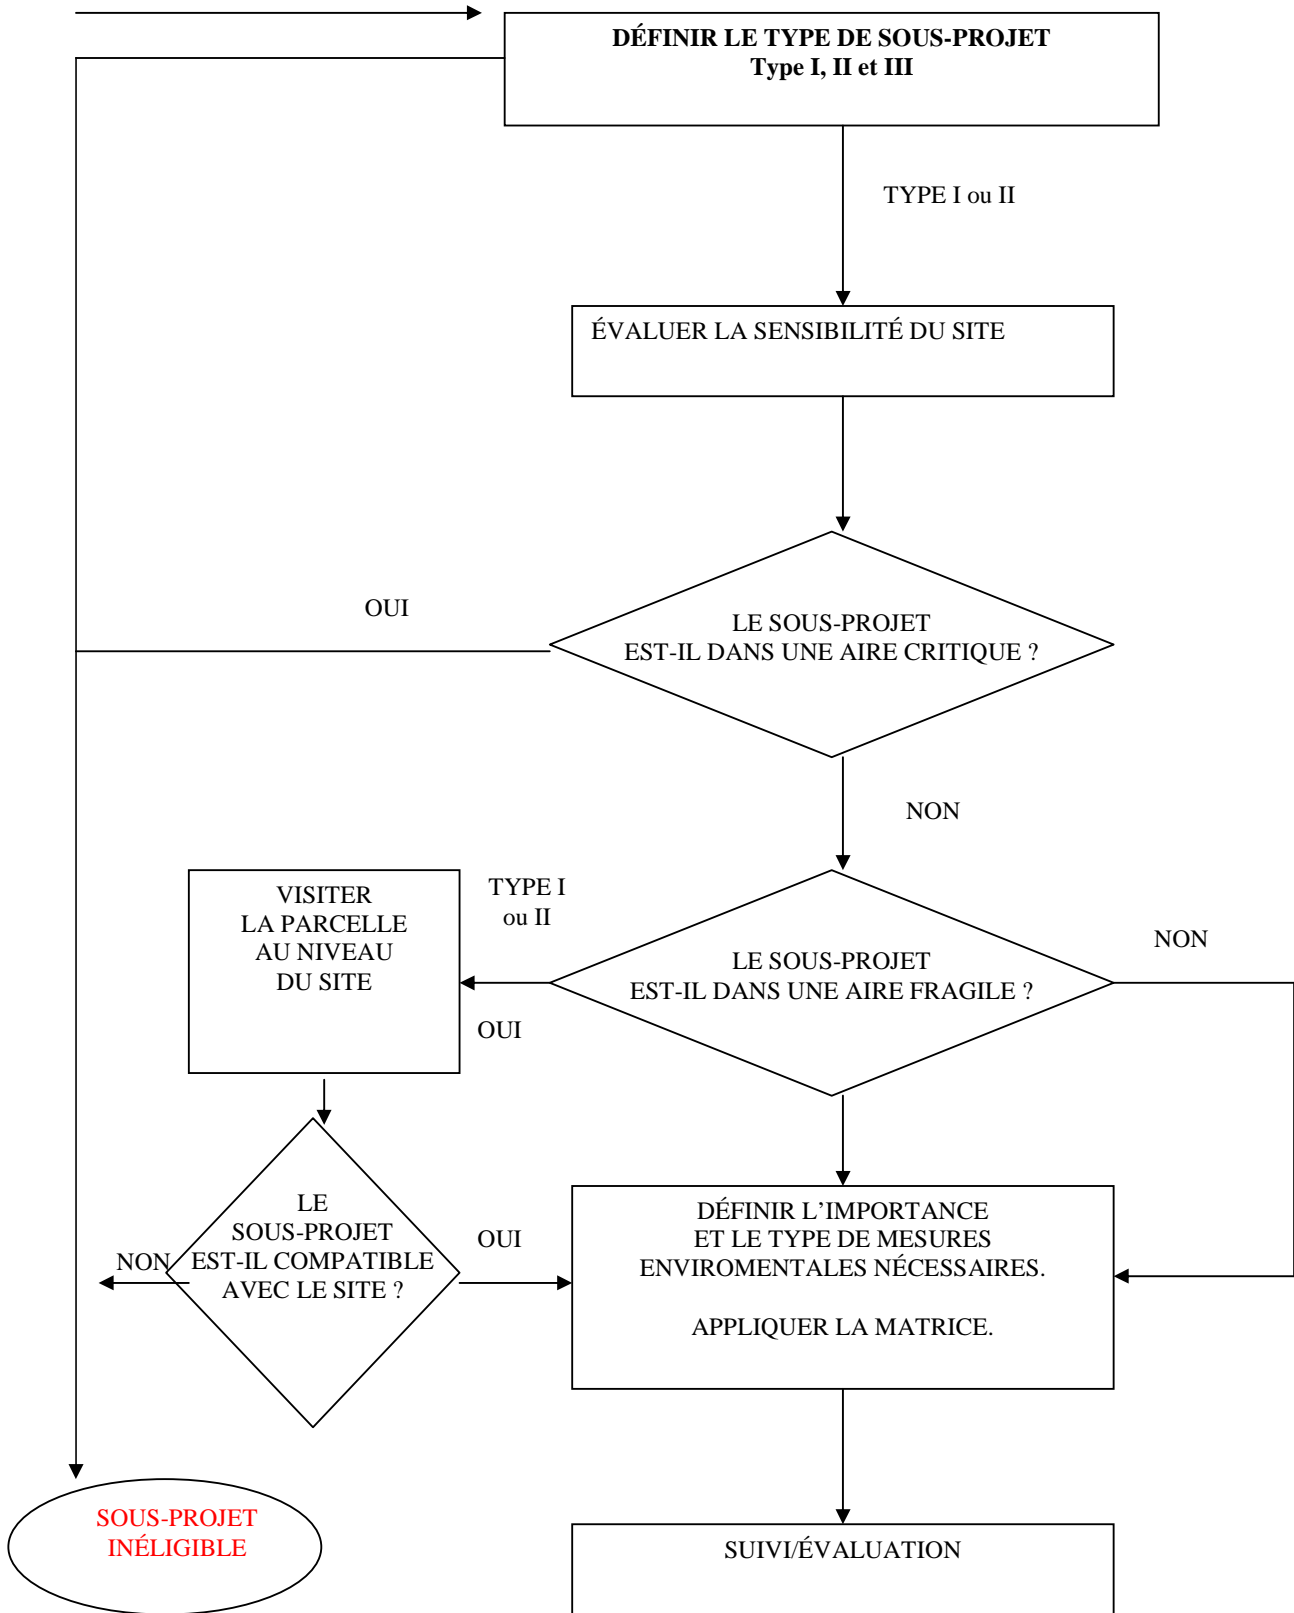 DÉFINIR LE TYPE DE SOUS-PROJET
Type I, II et III
TYPE I ou II
ÉVALUER LA SENSIBILITÉ DU SITE
OUI
LE SOUS-PROJET
EST-IL DANS UNE AIRE CRITIQUE ?
NON
VISITER
LA PARCELLE
AU NIVEAU
DU SITE
TYPE I
ou II
OUI
LE SOUS-PROJET
EST-IL DANS UNE AIRE FRAGILE ?
NON
LE
SOUS-PROJET
EST-IL COMPATIBLE
AVEC LE SITE ?
NON
OUI
DÉFINIR L’IMPORTANCE
ET LE TYPE DE MESURES
ENVIROMENTALES NÉCESSAIRES.
APPLIQUER LA MATRICE.
SOUS-PROJET
INÉLIGIBLE
SUIVI/ÉVALUATION